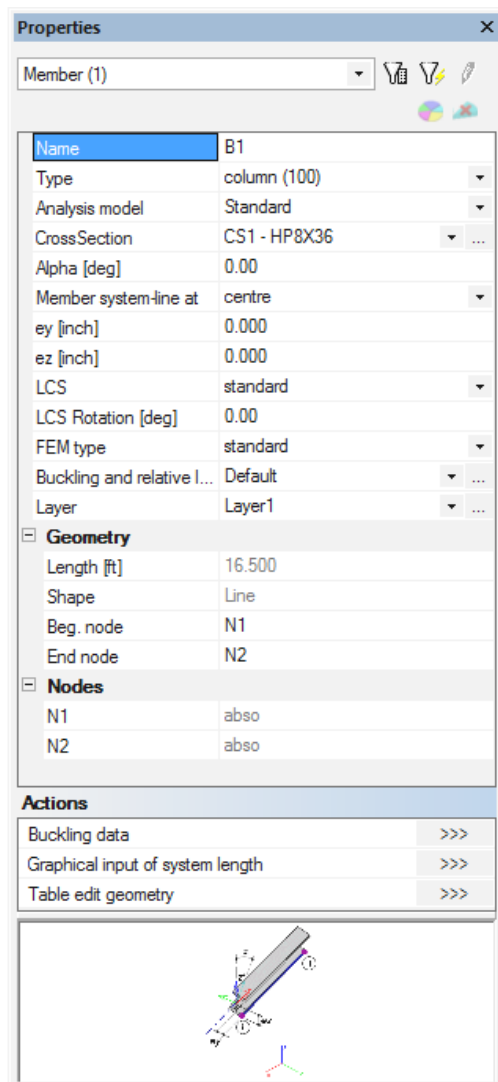 Properties
Member (1)
Name B1
Type column (100)
Analysis model Standard
CrossSection CS1 - HP8X36 ...
Alpha [deg] 0.00
Member system-line at centre
ey [inch] 0.000
ez [inch] 0.000
LCS standard
LCS Rotation [deg] 0.00
FEM type standard
Buckling and relative l... Default ...
Layer Layer1 ...
Geometry
Length [ft] 16.500
Shape Line
Beg. node N1
End node N2
Nodes
N1 abso
N2 abso
Actions
Buckling data >>>
Graphical input of system length >>>
Table edit geometry >>>